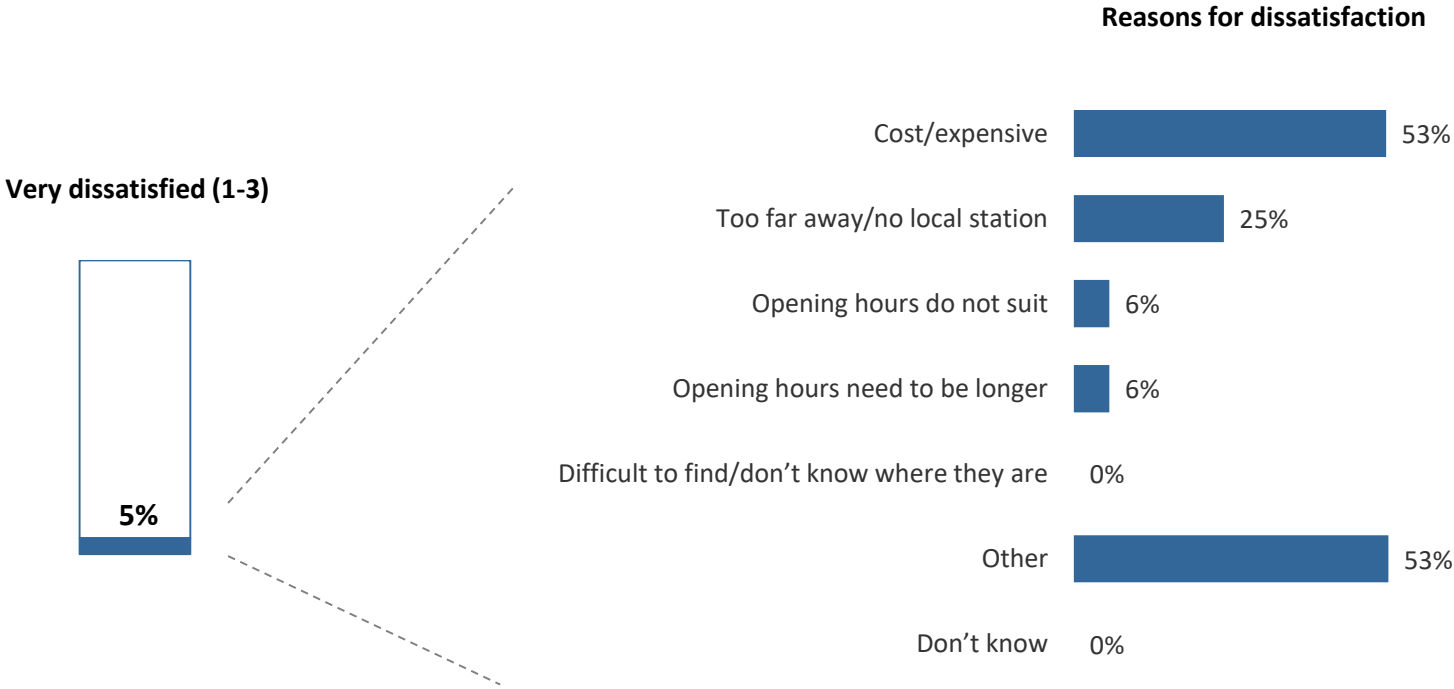 Reasons for dissatisfaction
Very dissatisfied (1-3)
5%
Cost/expensive 53%
Too far away/no local station 25%
Opening hours do not suit 6%
Opening hours need to be longer 6%
Difficult to find/don’t know where they are 0%
Other 53%
Don’t know 0%